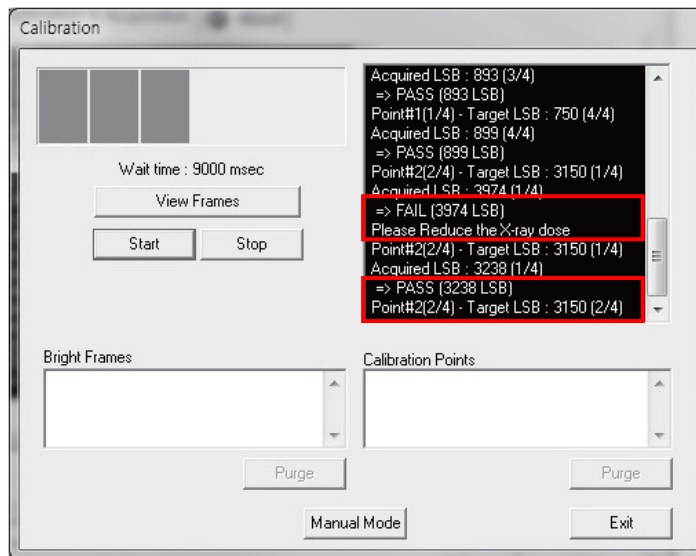 Calibration
Wait time : 9000 msec
View Frames
Start
Stop
Acquired LSB : 893 (3/4)
=> PASS (893 LSB)
Point#1(1/4) - Target LSB : 750 (4/4)
Acquired LSB : 899 (4/4)
=> PASS (899 LSB)
Point#2(2/4) - Target LSB : 3150 (1/4)
Acquired LSB : 3974 (1/4)
=> FAIL (3974 LSB)
Please Reduce the X-ray dose
Point#2(2/4) - Target LSB : 3150 (1/4)
Acquired LSB : 3238 (1/4)
=> PASS (3238 LSB)
Point#2(2/4) - Target LSB : 3150 (2/4)
Bright Frames
Calibration Points
Purge
Purge
Manual Mode
Exit